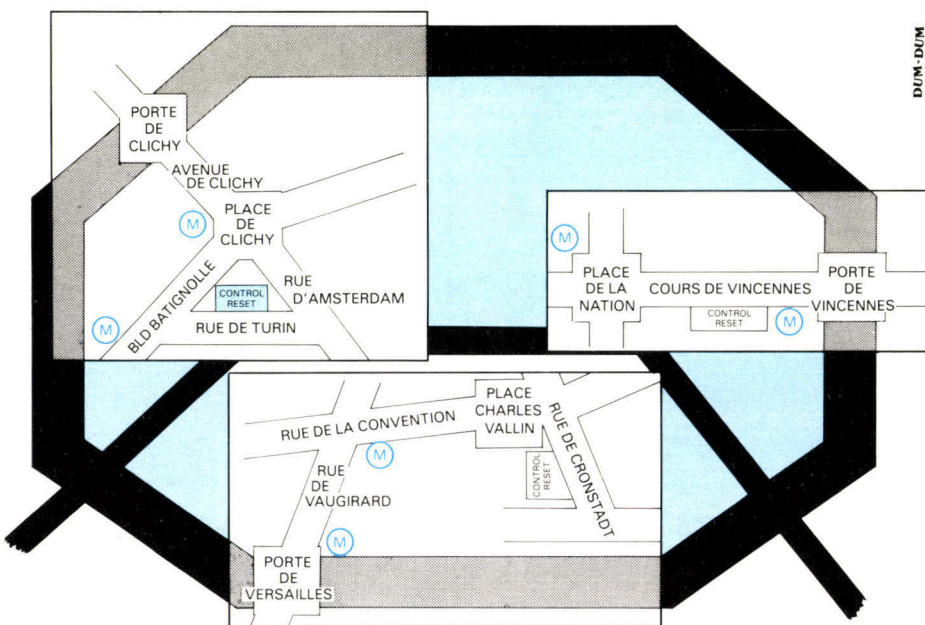 DUM-DUM
PORTE
DE
CLICHY
AVENUE
DE CLICHY
M
PLACE
DE
CLICHY
BLD BATIGNOLLE
RUE
D'AMSTERDAM
CONTROL
RESET
RUE DE TURIN
M
M
PLACE
DE LA
NATION
COURS DE VINCENNES
PORTE
DE
VINCENNES
CONTROL
RESET
M
RUE DE LA CONVENTION
PLACE
CHARLES
VALLIN
RUE DE CRONSTADT
CONTROL
RESET
M
RUE
DE
VAUGIRARD
M
PORTE
DE
VERSAILLES